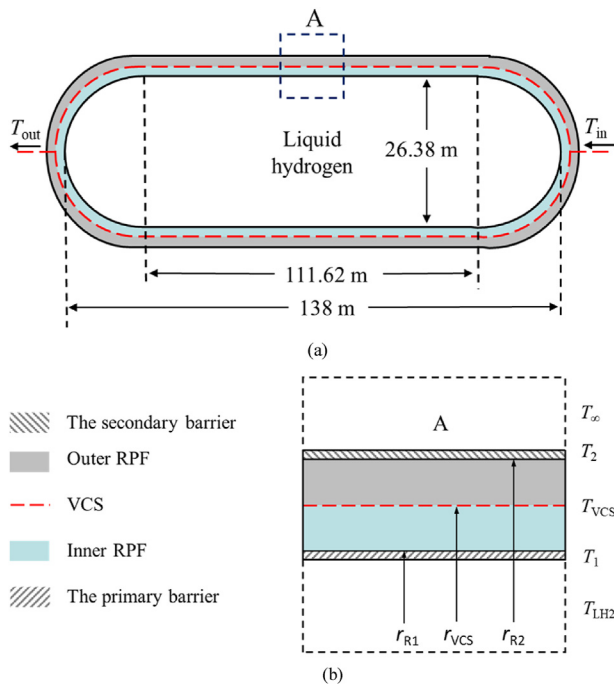 A
T_out
T_in
Liquid
hydrogen
26.38 m
111.62 m
138 m
(a)
The secondary barrier
Outer RPF
VCS
Inner RPF
The primary barrier
A
T_∞
T_2
T_VCS
T_1
T_LH2
r_R1 r_VCS r_R2
(b)